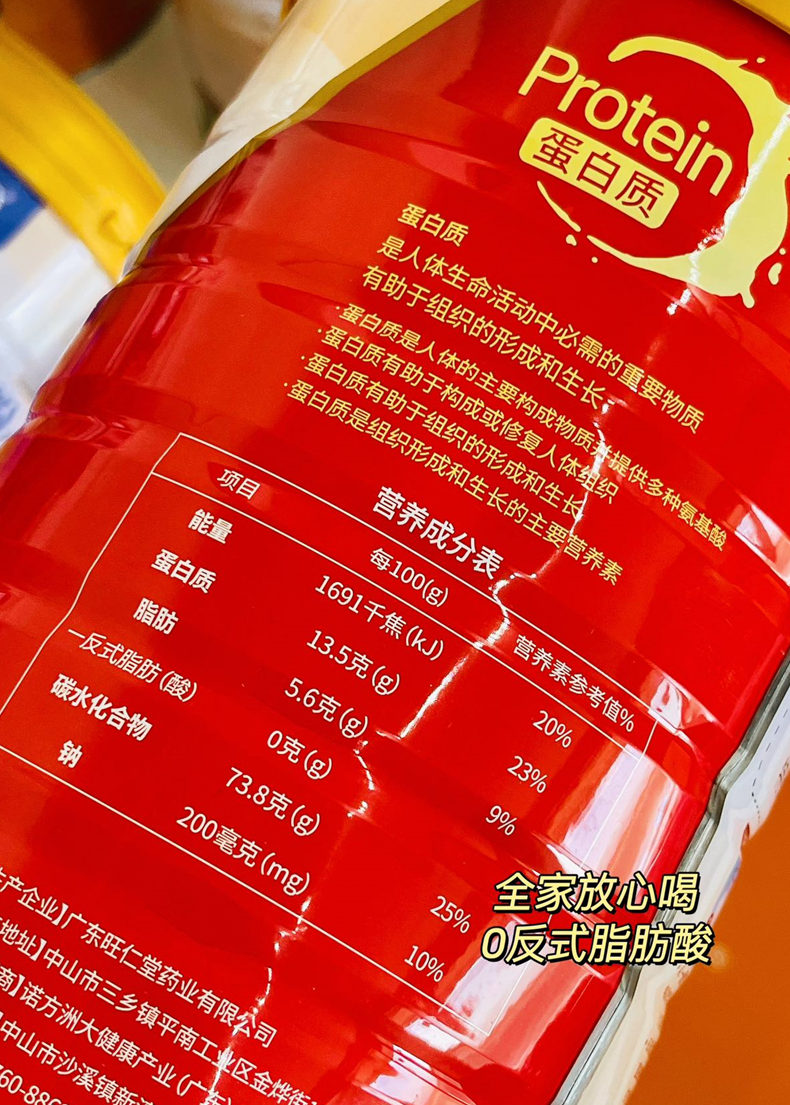 Protein
蛋白质
蛋白质
是人体生命活动中必需的重要物质
有助于组织的形成和生长
·蛋白质是人体的主要构成物质并提供多种氨基酸
·蛋白质有助于构成或修复人体组织
·蛋白质有助于组织的形成和生长
·蛋白质是组织形成和生长的主要营养素
营养成分表
项目 每100(g) 营养素参考值%
能量 1691千焦(kJ) 20%
蛋白质 13.5克(g) 23%
脂肪 5.6克(g) 9%
一反式脂肪(酸) 0克(g)
碳水化合物 73.8克(g) 25%
钠 200毫克(mg) 10%
产企业】广东旺仁堂药业有限公司
地址】中山市三乡镇平南工业区金烨街
商】诺方洲大健康产业(广东)
中山市沙溪镇新
全家放心喝
0反式脂肪酸